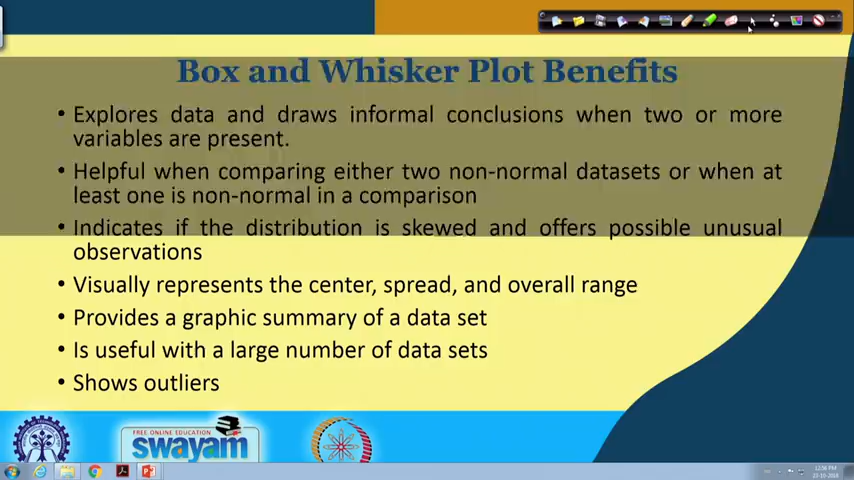 Box and Whisker Plot Benefits
• Explores data and draws informal conclusions when two or more
variables are present.
• Helpful when comparing either two non-normal datasets or when at
least one is non-normal in a comparison
• Indicates if the distribution is skewed and offers possible unusual
observations
• Visually represents the center, spread, and overall range
• Provides a graphic summary of a data set
• Is useful with a large number of data sets
• Shows outliers
FREE ONLINE EDUCATION
swayam
12:58 PM